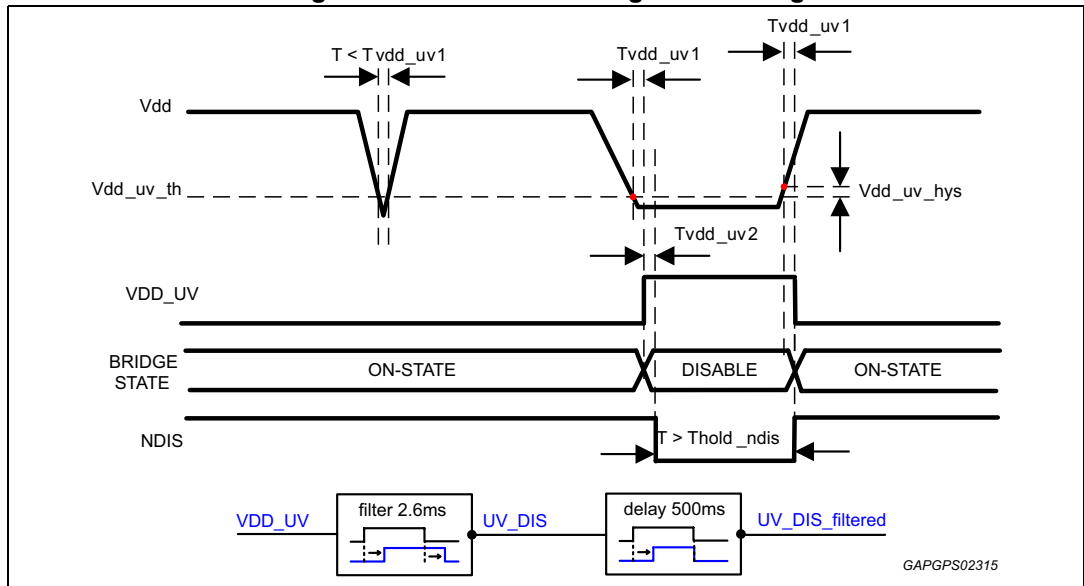 T < Tvdd_uv1
Tvdd_uv1
Tvdd_uv1
Vdd
Vdd_uv_th
Vdd_uv_hys
Tvdd_uv2
VDD_UV
BRIDGE
STATE
ON-STATE
DISABLE
ON-STATE
NDIS
T > Thold_ndis
filter 2.6ms
delay 500ms
VDD_UV
UV_DIS
UV_DIS_filtered
GAPGPS02315